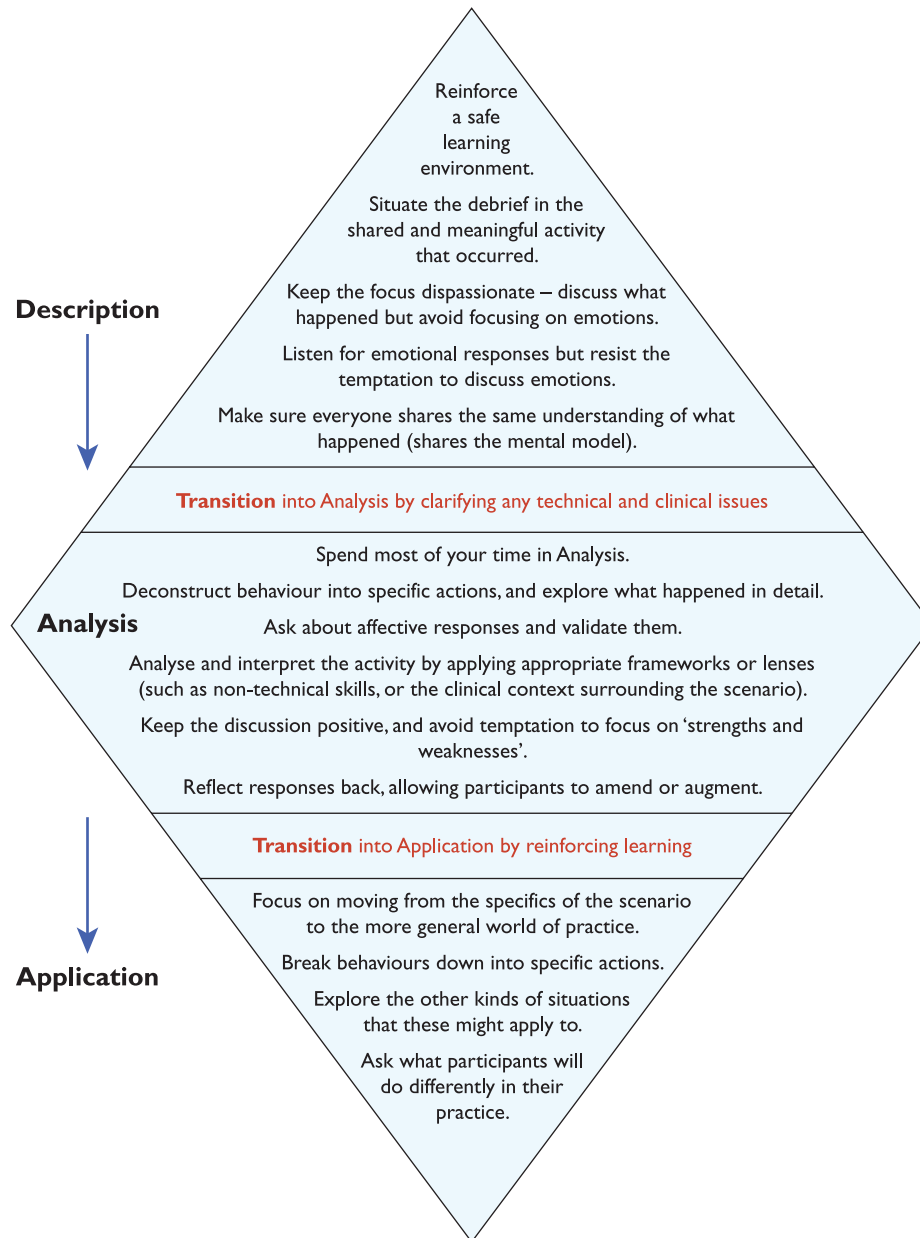 Reinforce
a safe
learning
environment.
Situate the debrief in the
shared and meaningful activity
that occurred.
Description
Keep the focus dispassionate – discuss what
happened but avoid focusing on emotions.
Listen for emotional responses but resist the
temptation to discuss emotions.
Make sure everyone shares the same understanding of what
happened (shares the mental model).
Transition into Analysis by clarifying any technical and clinical issues
Spend most of your time in Analysis.
Deconstruct behaviour into specific actions, and explore what happened in detail.
Analysis
Ask about affective responses and validate them.
Analyse and interpret the activity by applying appropriate frameworks or lenses
(such as non-technical skills, or the clinical context surrounding the scenario).
Keep the discussion positive, and avoid temptation to focus on ‘strengths and
weaknesses’.
Reflect responses back, allowing participants to amend or augment.
Transition into Application by reinforcing learning
Focus on moving from the specifics of the scenario
to the more general world of practice.
Break behaviours down into specific actions.
Application
Explore the other kinds of situations
that these might apply to.
Ask what participants will
do differently in their
practice.